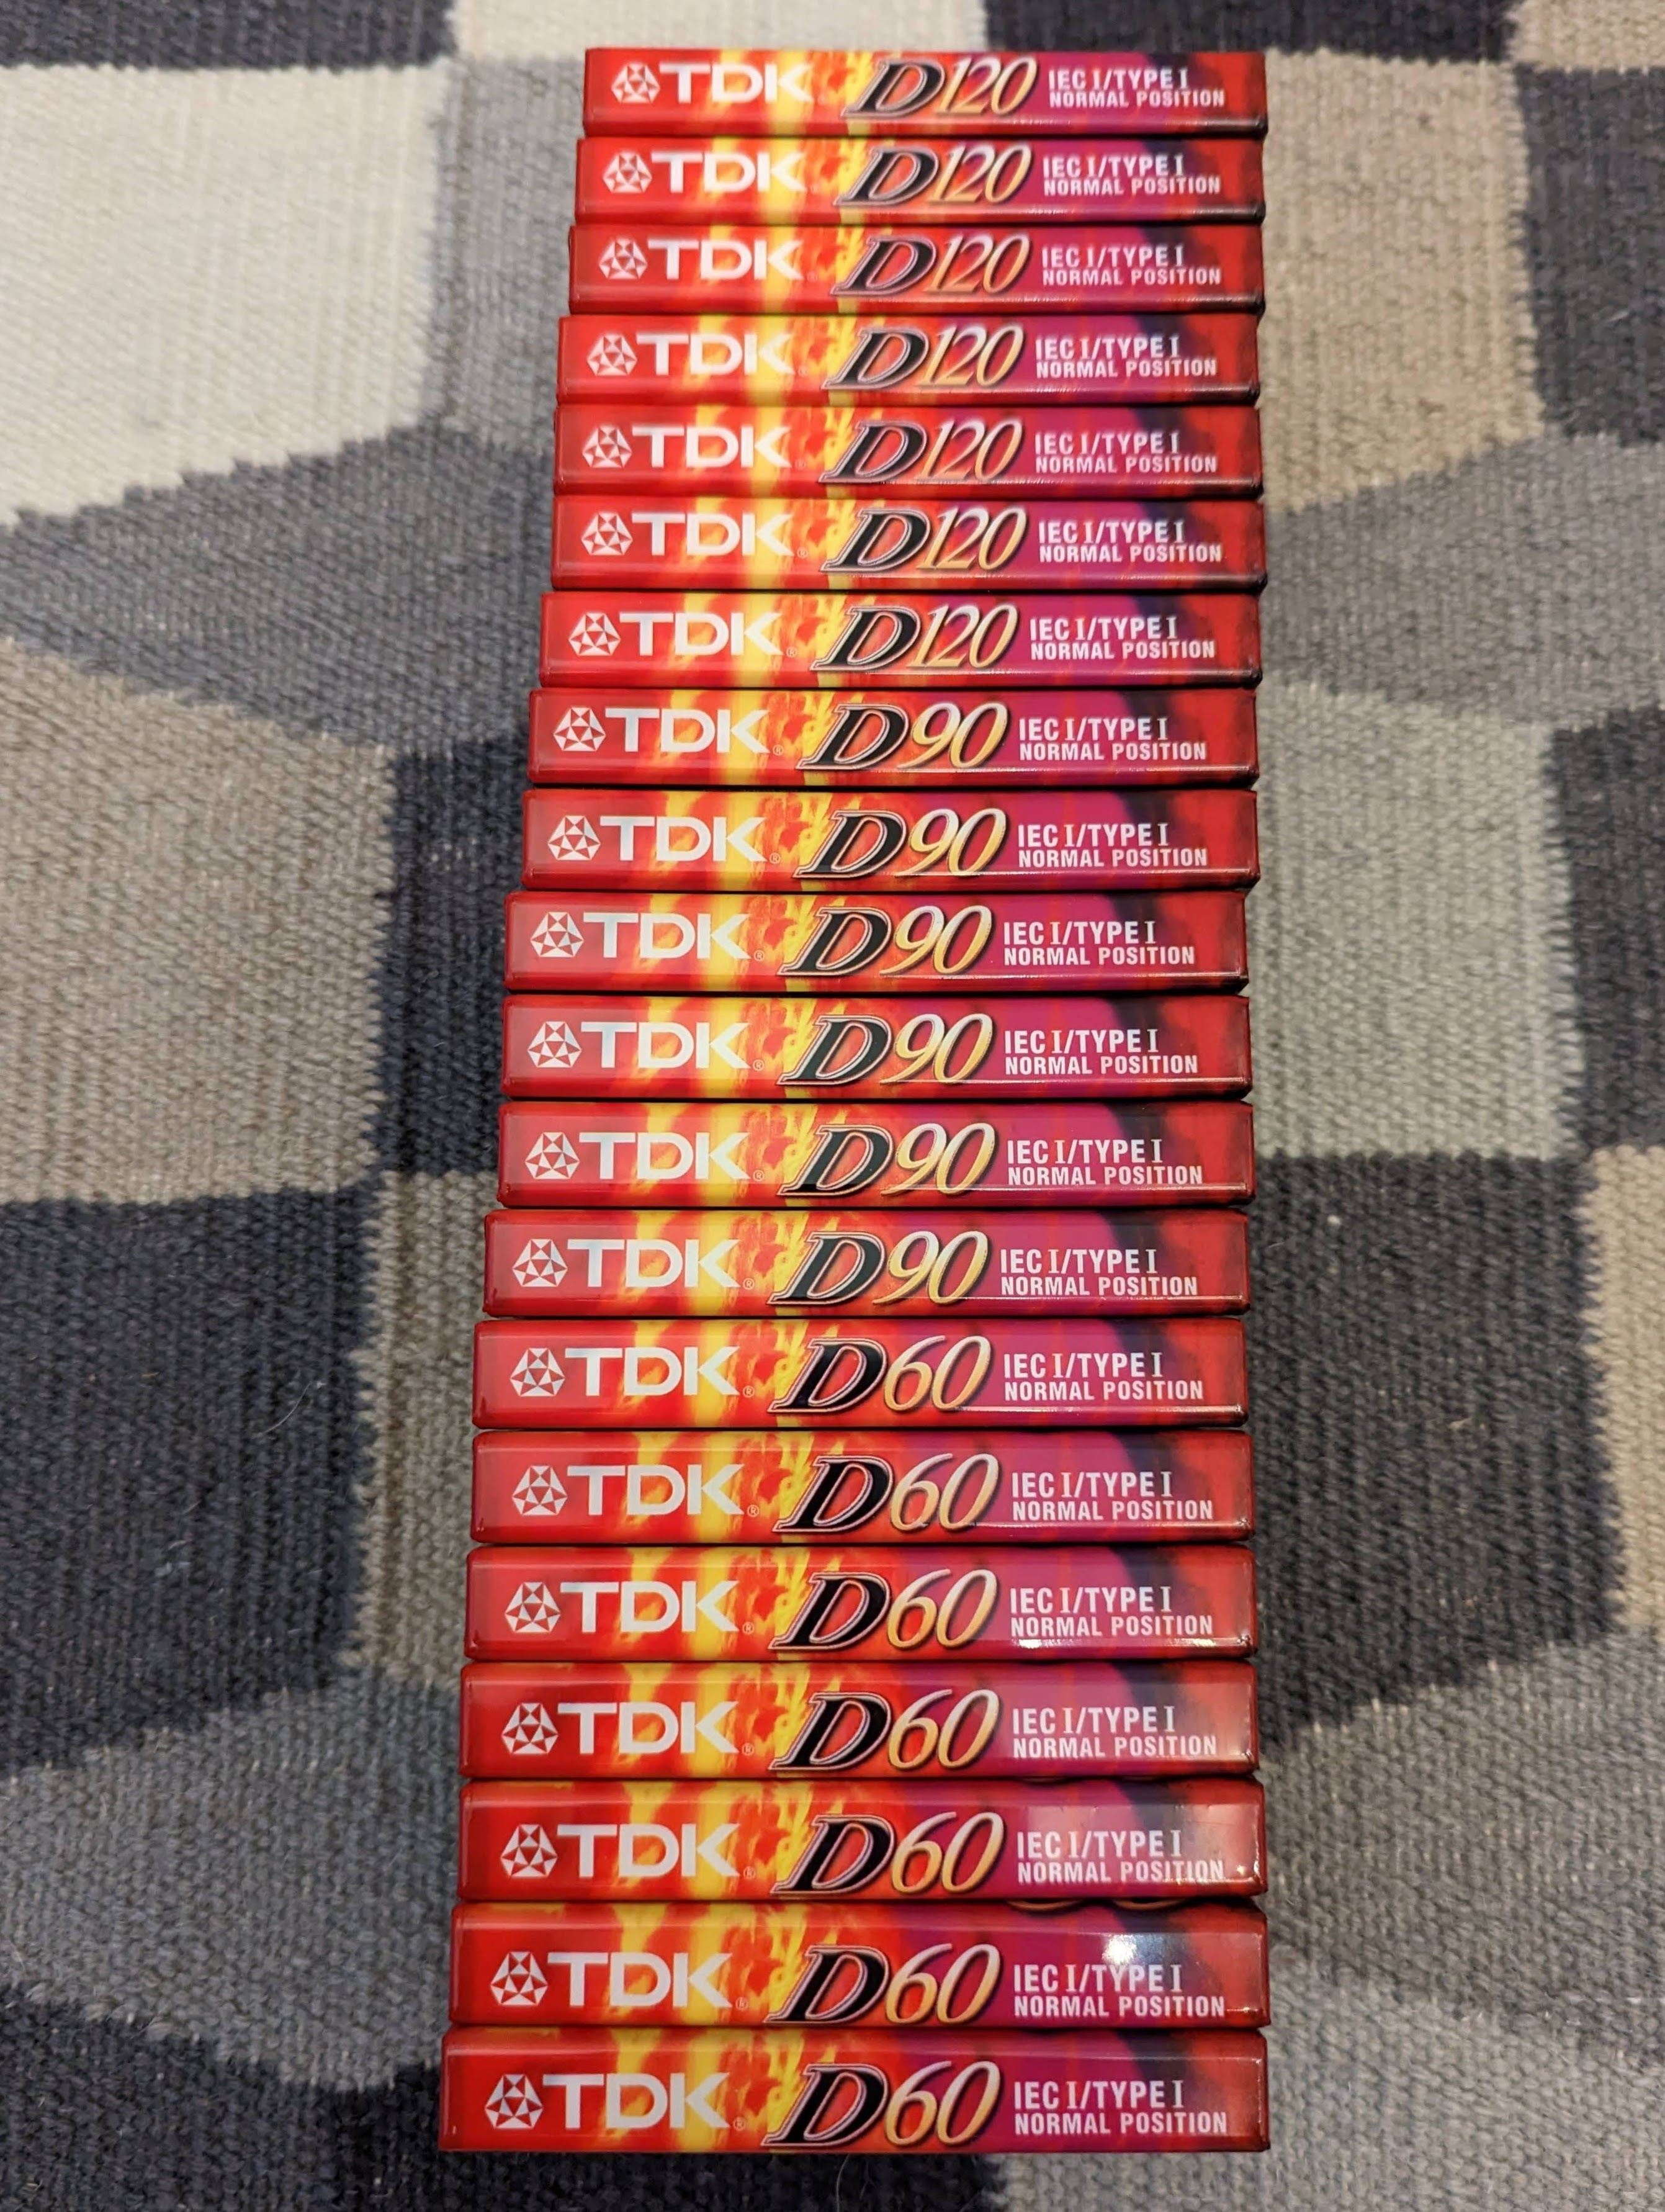 TDK D120 IEC I/TYPE I
NORMAL POSITION
TDK D120 IEC I/TYPE I
NORMAL POSITION
TDK D120 IEC I/TYPE I
NORMAL POSITION
TDK D120 IEC I/TYPE I
NORMAL POSITION
TDK D120 IEC I/TYPE I
NORMAL POSITION
TDK® D120 IEC I/TYPE I
NORMAL POSITION
TDK® D120 IEC I/TYPE I
NORMAL POSITION
TDK® D90 IEC I/TYPE I
NORMAL POSITION
TDK® D90 IEC I/TYPE I
NORMAL POSITION
TDK® D90 IEC I/TYPE I
NORMAL POSITION
TDK® D90 IEC I/TYPE I
NORMAL POSITION
TDK® D90 IEC I/TYPE I
NORMAL POSITION
TDK® D90 IEC I/TYPE I
NORMAL POSITION
TDK® D60 IEC I/TYPE I
NORMAL POSITION
TDK® D60 IEC I/TYPE I
NORMAL POSITION
TDK® D60 IEC I/TYPE I
NORMAL POSITION
TDK® D60 IEC I/TYPE I
NORMAL POSITION
TDK® D60 IEC I/TYPE I
NORMAL POSITION
TDK® D60 IEC I/TYPE I
NORMAL POSITION
TDK® D60 IEC I/TYPE I
NORMAL POSITION